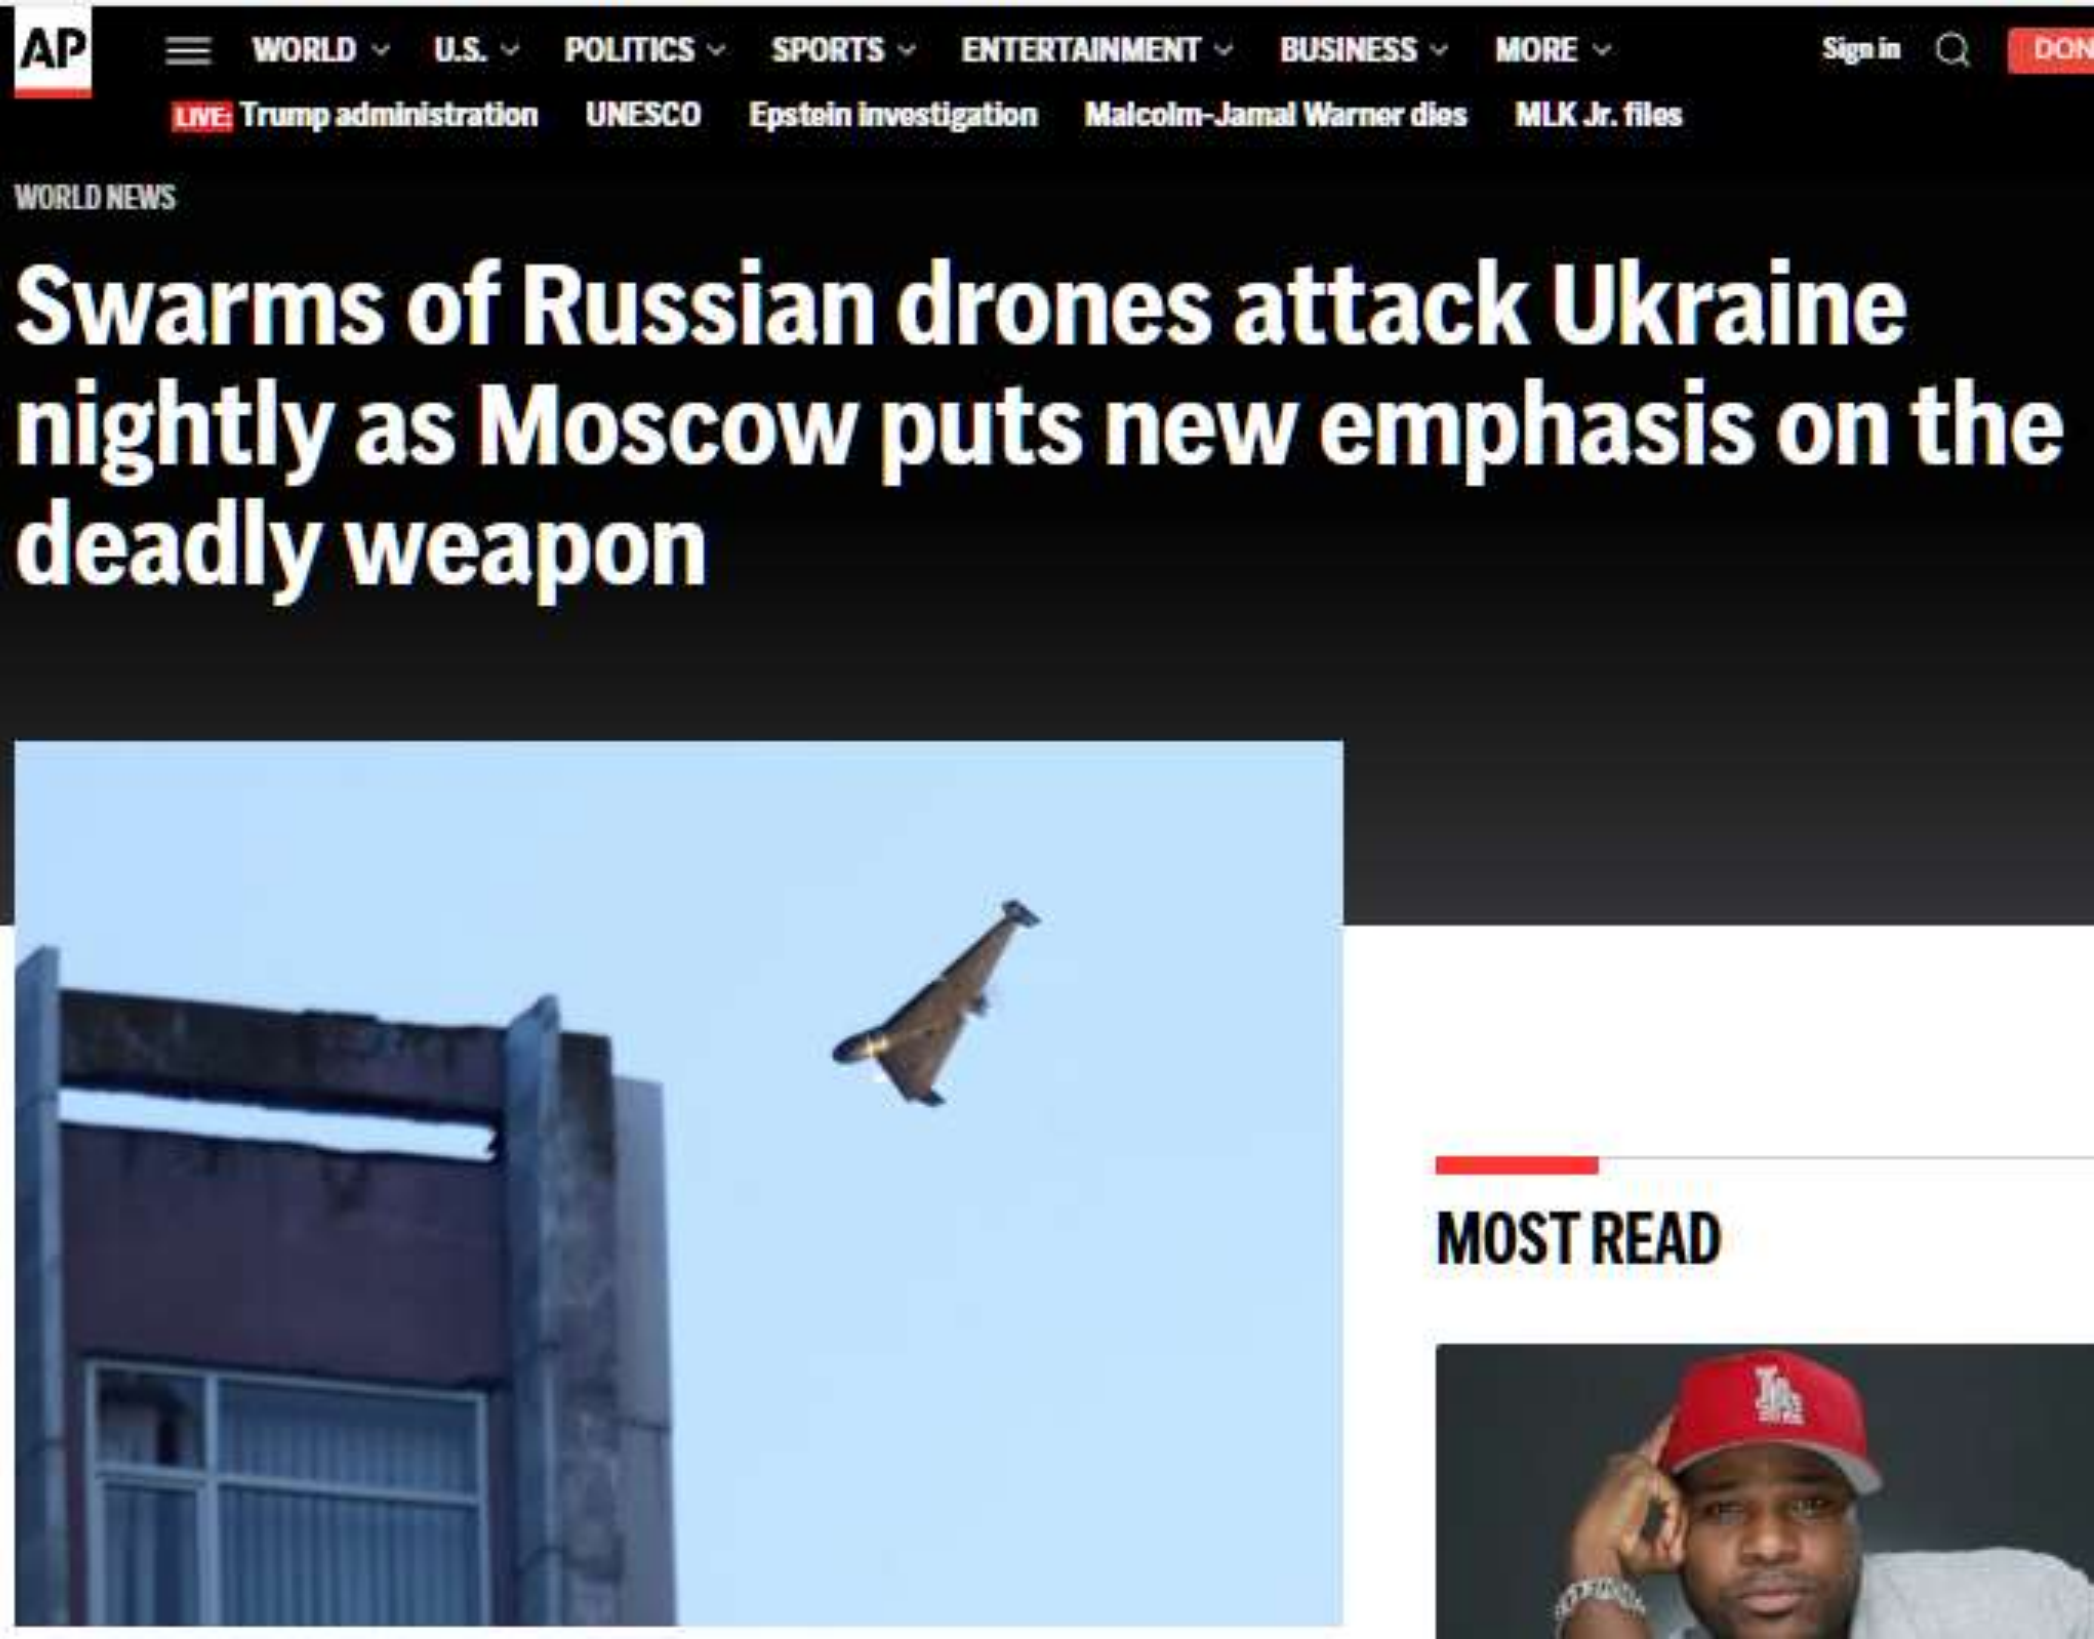 AP
WORLD U.S. POLITICS SPORTS ENTERTAINMENT BUSINESS MORE Sign in DON
LIVE: Trump administration UNESCO Epstein investigation Malcolm-Jamal Warner dies MLK Jr. files
WORLD NEWS
Swarms of Russian drones attack Ukraine
nightly as Moscow puts new emphasis on the
deadly weapon
MOST READ
LA